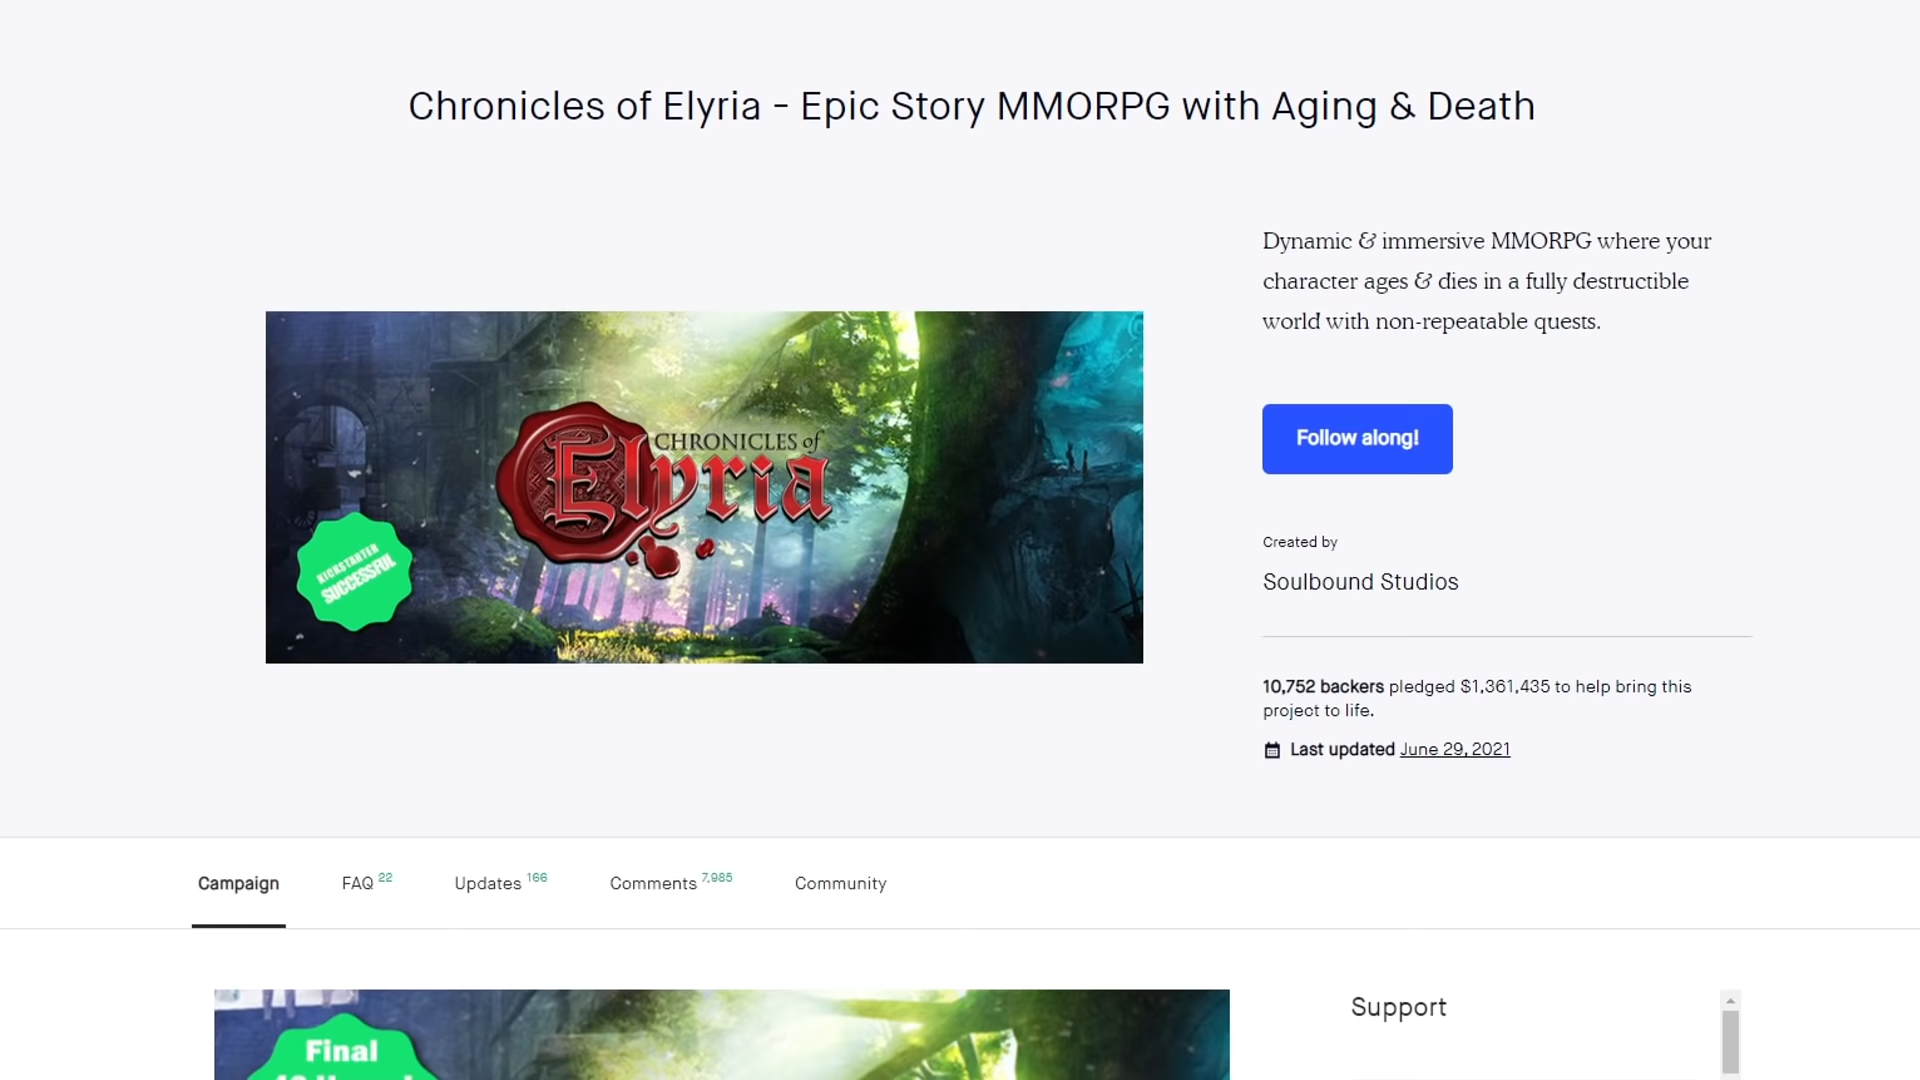 Chronicles of Elyria - Epic Story MMORPG with Aging & Death
Dynamic & immersive MMORPG where your
character ages & dies in a fully destructible
world with non-repeatable quests.
Follow along!
CHRONICLES of
Elyria
KICKSTARTER
SUCCESSFUL
Created by
Soulbound Studios
10,752 backers pledged $1,361,435 to help bring this
project to life.
Last updated June 29, 2021
Campaign
FAQ 22
Updates 166
Comments 7,985
Community
Final
Support